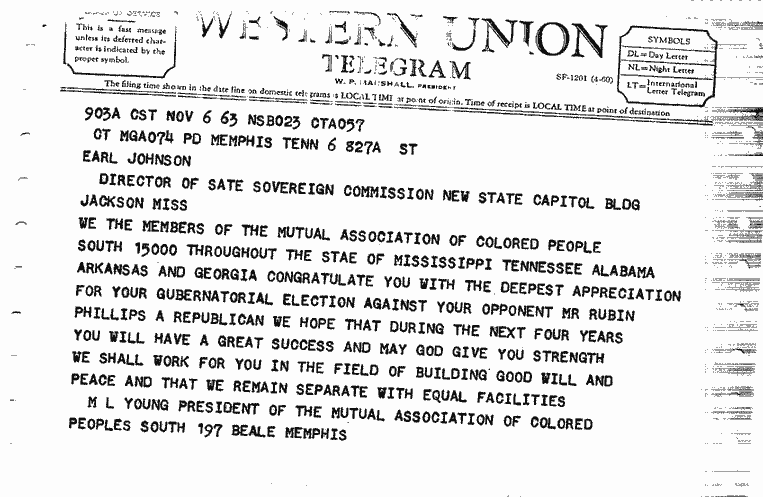 CLASS OF SERVICE
This is a fast message
unless its deferred char-
acter is indicated by the
proper symbol.
WESTERN UNION
TELEGRAM
W. P. MARSHALL, PRESIDENT
SF-1201 (4-60)
SYMBOLS
DL=Day Letter
NL=Night Letter
LT=International Letter Telegram
The filing time shown in the date line on domestic telegrams is LOCAL TIME at point of origin. Time of receipt is LOCAL TIME at point of destination
903A CST NOV 6 63 NSB023 CTA057
CT MGA074 PD MEMPHIS TENN 6 827A ST
EARL JOHNSON
DIRECTOR OF SATE SOVEREIGN COMMISSION NEW STATE CAPITOL BLDG
JACKSON MISS
WE THE MEMBERS OF THE MUTUAL ASSOCIATION OF COLORED PEOPLE
SOUTH 15000 THROUGHOUT THE STAE OF MISSISSIPPI TENNESSEE ALABAMA
ARKANSAS AND GEORGIA CONGRATULATE YOU WITH THE DEEPEST APPRECIATION
FOR YOUR GUBERNATORIAL ELECTION AGAINST YOUR OPPONENT MR RUBIN
PHILLIPS A REPUBLICAN WE HOPE THAT DURING THE NEXT FOUR YEARS
YOU WILL HAVE A GREAT SUCCESS AND MAY GOD GIVE YOU STRENGTH
WE SHALL WORK FOR YOU IN THE FIELD OF BUILDING GOOD WILL AND
PEACE AND THAT WE REMAIN SEPARATE WITH EQUAL FACILITIES
M L YOUNG PRESIDENT OF THE MUTUAL ASSOCIATION OF COLORED
PEOPLES SOUTH 197 BEALE MEMPHIS